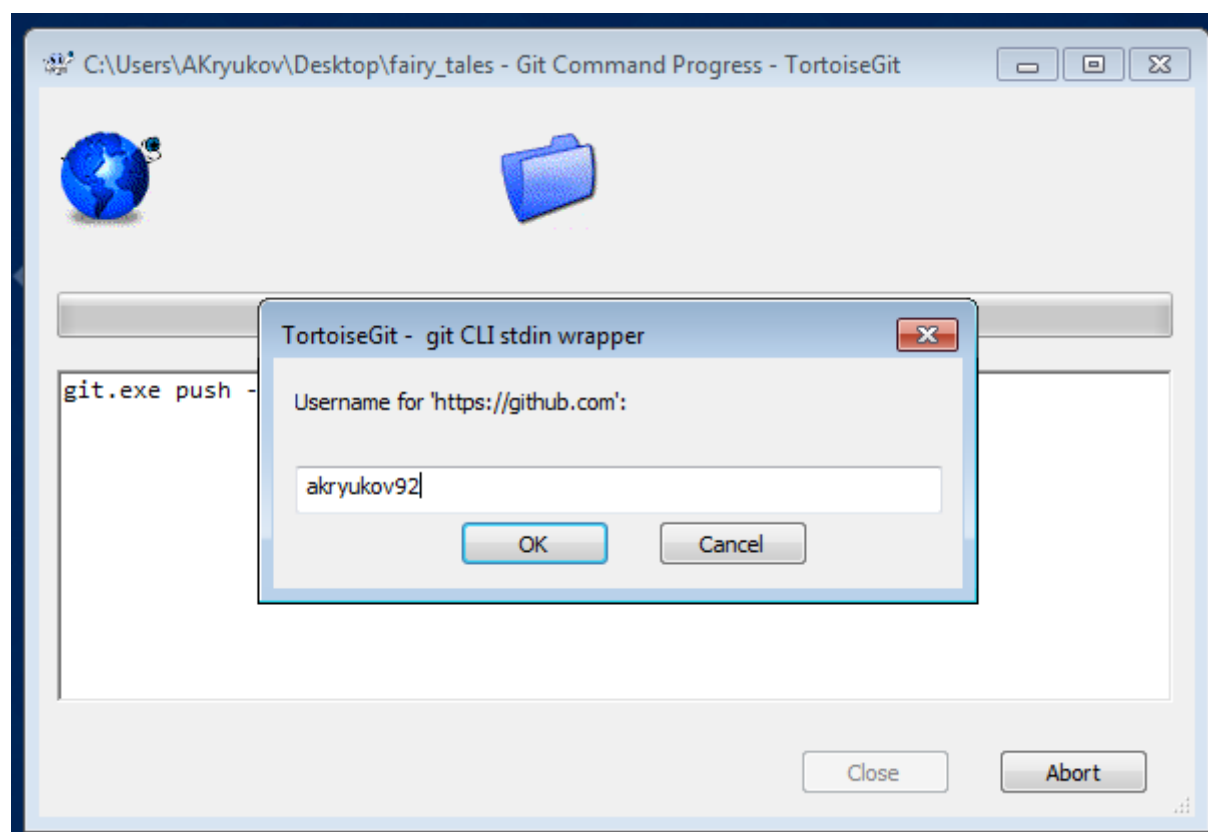 C:\Users\AKryukov\Desktop\fairy_tales - Git Command Progress - TortoiseGit
TortoiseGit - git CLI stdin wrapper
git.exe push -
Username for 'https://github.com':
akryukov92
OK
Cancel
Close
Abort